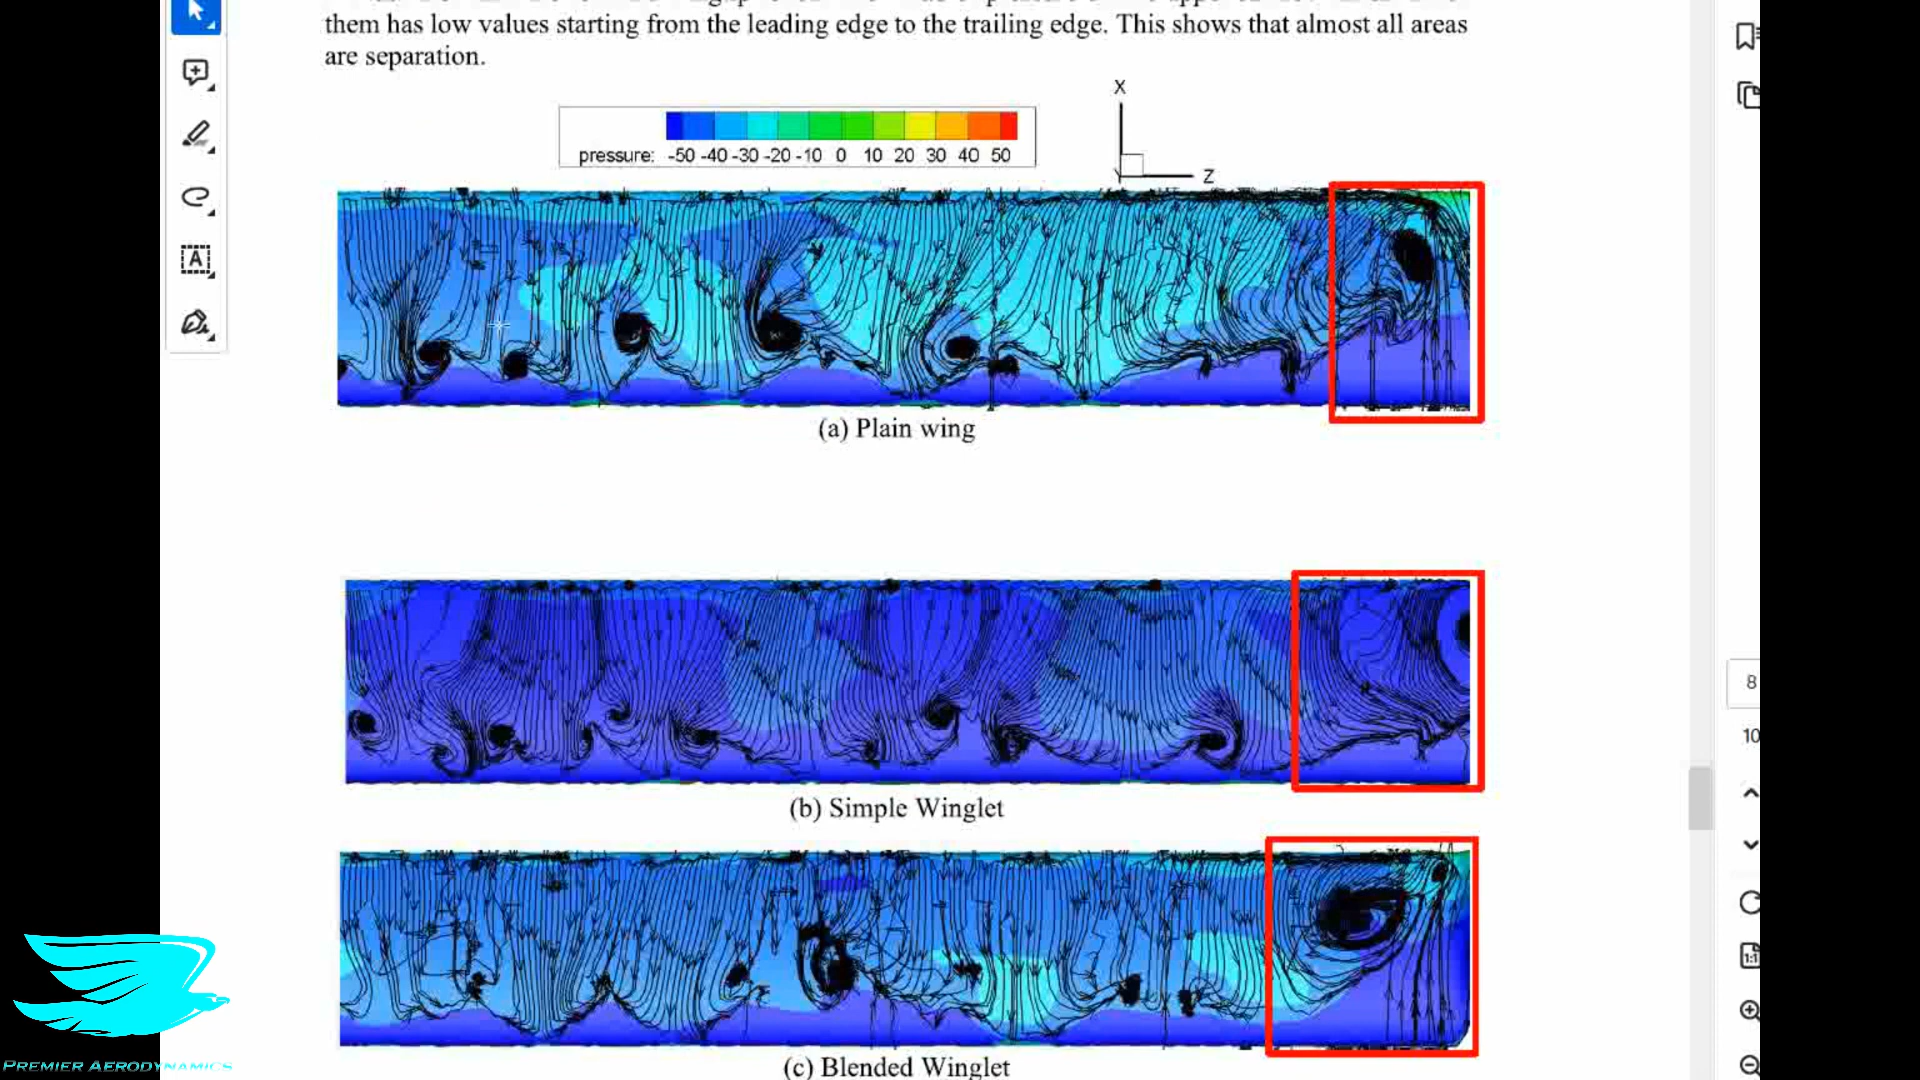 them has low values starting from the leading edge to the trailing edge. This shows that almost all areas
are separation.
X
pressure: -50 -40 -30 -20 -10 0 10 20 30 40 50
Z
(a) Plain wing
(b) Simple Winglet
8
10
(c) Blended Winglet
A
1:1
PREMIER AERODYNAMICS